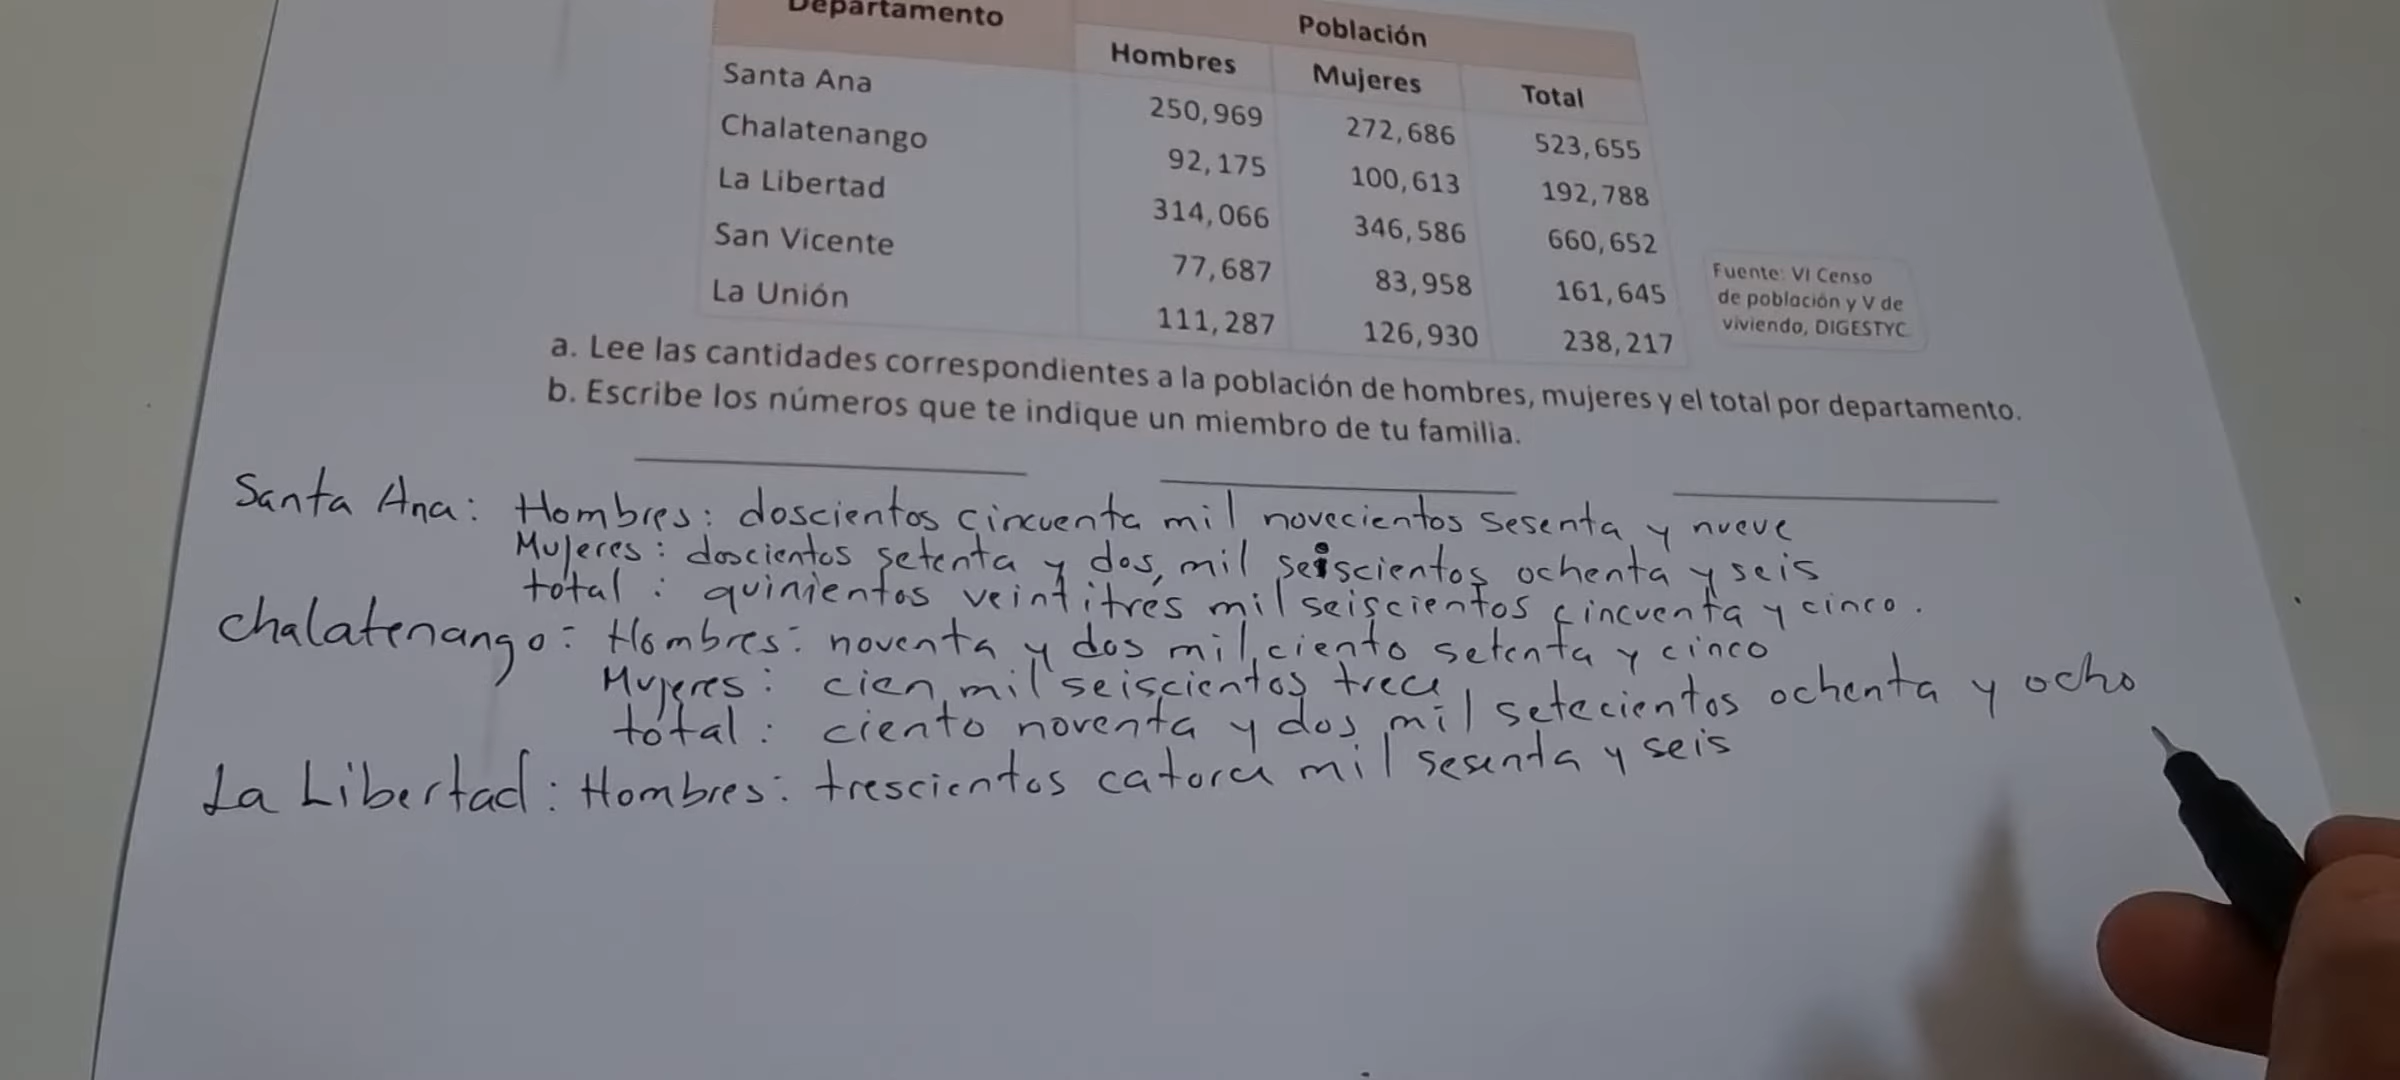 Departamento
Población
Hombres Mujeres Total
Santa Ana 250,969 272,686 523,655
Chalatenango 92,175 100,613 192,788
La Libertad 314,066 346,586 660,652
San Vicente 77,687 83,958 161,645
La Unión 111,287 126,930 238,217
Fuente: VI Censo
de población y V de
viviendo, DIGESTYC
a. Lee las cantidades correspondientes a la población de hombres, mujeres y el total por departamento.
b. Escribe los números que te indique un miembro de tu familia.
Santa Ana: Hombres: doscientos cincuenta mil novecientos sesenta y nueve
Mujeres: doscientos setenta y dos mil seiscientos ochenta y seis
total: quinientos veintitres mil seiscientos cincuenta y cinco.
chalatenango: Hombres: noventa y dos mil ciento setenta y cinco
Mujeres: cien mil seiscientos trece
total: ciento noventa y dos mil setecientos ochenta y ocho
La Libertad: Hombres: trescientos catorce mil sesenta y seis